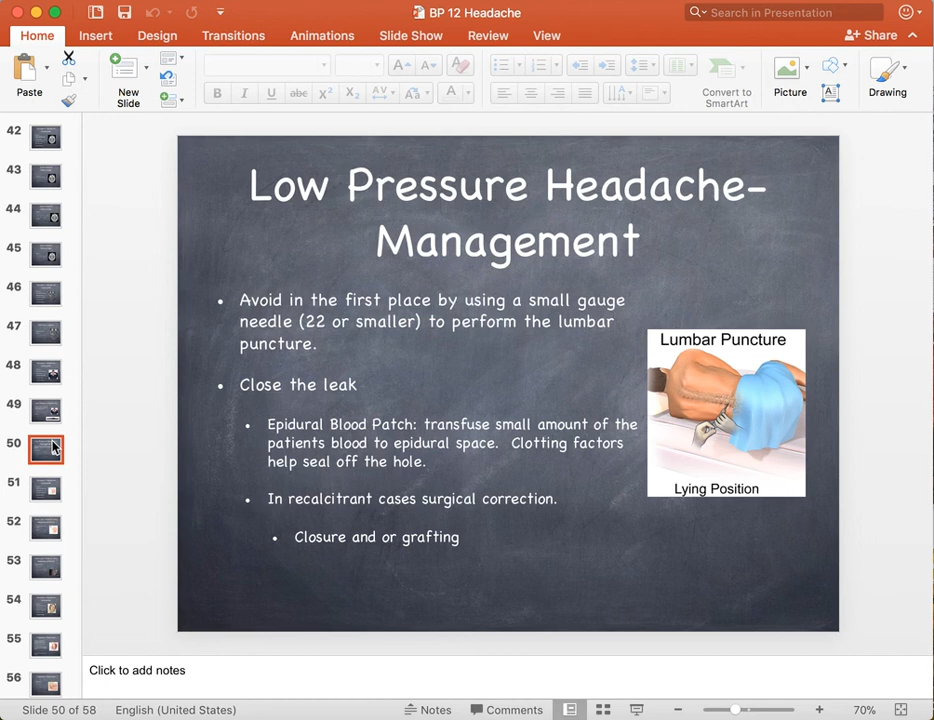 BP 12 Headache
Search in Presentation
Home
Insert
Design
Transitions
Animations
Slide Show
Review
View
Share
Paste
New
Slide
B I U abc X² X₂ AV Aa A
Convert to
SmartArt
Picture
Drawing
42
43
44
45
46
47
48
49
50
51
52
53
54
55
56
Low Pressure Headache-
Management
• Avoid in the first place by using a small gauge
needle (22 or smaller) to perform the lumbar
puncture.
• Close the leak
• Epidural Blood Patch: transfuse small amount of the
patients blood to epidural space. Clotting factors
help seal off the hole.
• In recalcitrant cases surgical correction.
• Closure and or grafting
Lumbar Puncture
Lying Position
Click to add notes
Slide 50 of 58
English (United States)
Notes
Comments
70%